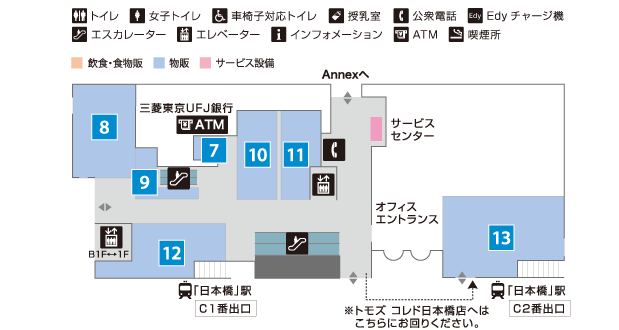 トイレ 女子トイレ 車椅子対応トイレ 授乳室 公衆電話 Edy Edy チャージ機
エスカレーター エレベーター インフォメーション ATM 喫煙所
飲食・食物販 物販 サービス設備
Annexへ
三菱東京UFJ銀行
ATM
サービス
センター
8
7
10
11
9
オフィス
エントランス
B1F↔1F
12
13
「日本橋」駅
C1番出口
※トモズ コレド日本橋店へは
こちらにお回りください。
「日本橋」駅
C2番出口